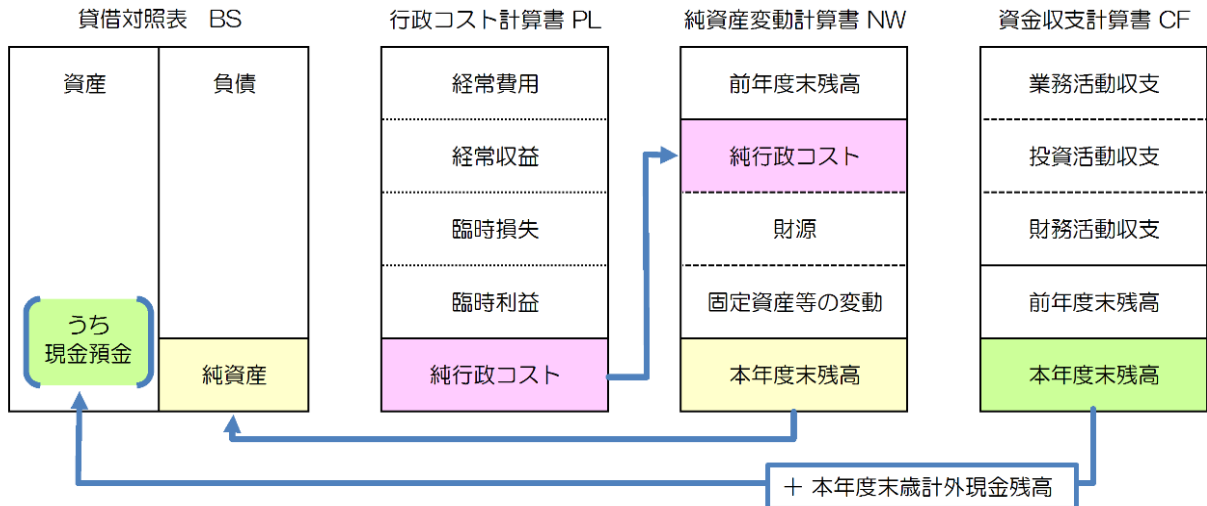 貸借対照表 BS
資産
負債
うち
現金預金
純資産
行政コスト計算書 PL
経常費用
経常収益
臨時損失
臨時利益
純行政コスト
純資産変動計算書 NW
前年度末残高
純行政コスト
財源
固定資産等の変動
本年度末残高
資金収支計算書 CF
業務活動収支
投資活動収支
財務活動収支
前年度末残高
本年度末残高
＋ 本年度末歳計外現金残高